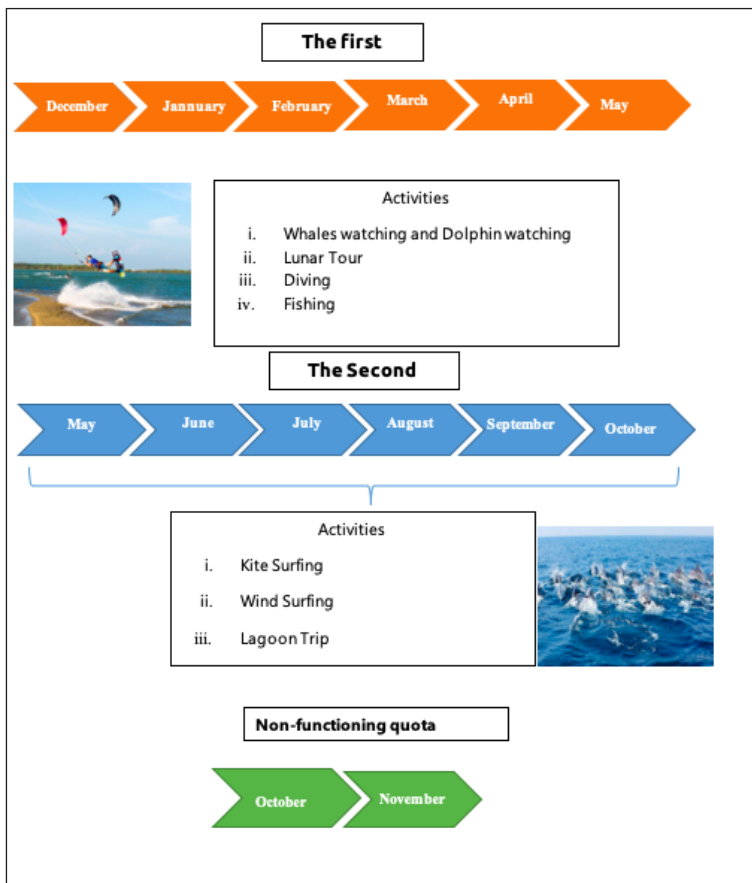 The first
December Jannuary February March April May
Activities
i. Whales watching and Dolphin watching
ii. Lunar Tour
iii. Diving
iv. Fishing
The Second
May June July August September October
Activities
i. Kite Surfing
ii. Wind Surfing
iii. Lagoon Trip
Non-functioning quota
October November